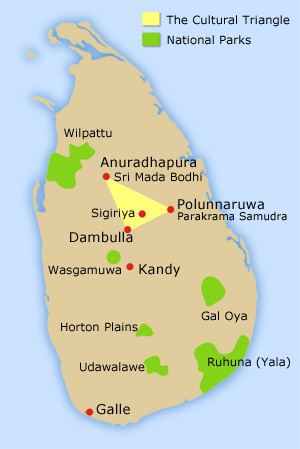 The Cultural Triangle
National Parks
Wilpattu
Anuradhapura
Sri Mada Bodhi
Polunnaruwa
Parakrama Samudra
Sigiriya
Dambulla
Wasgamuwa
Kandy
Gal Oya
Horton Plains
Udawalawe
Ruhuna (Yala)
Galle